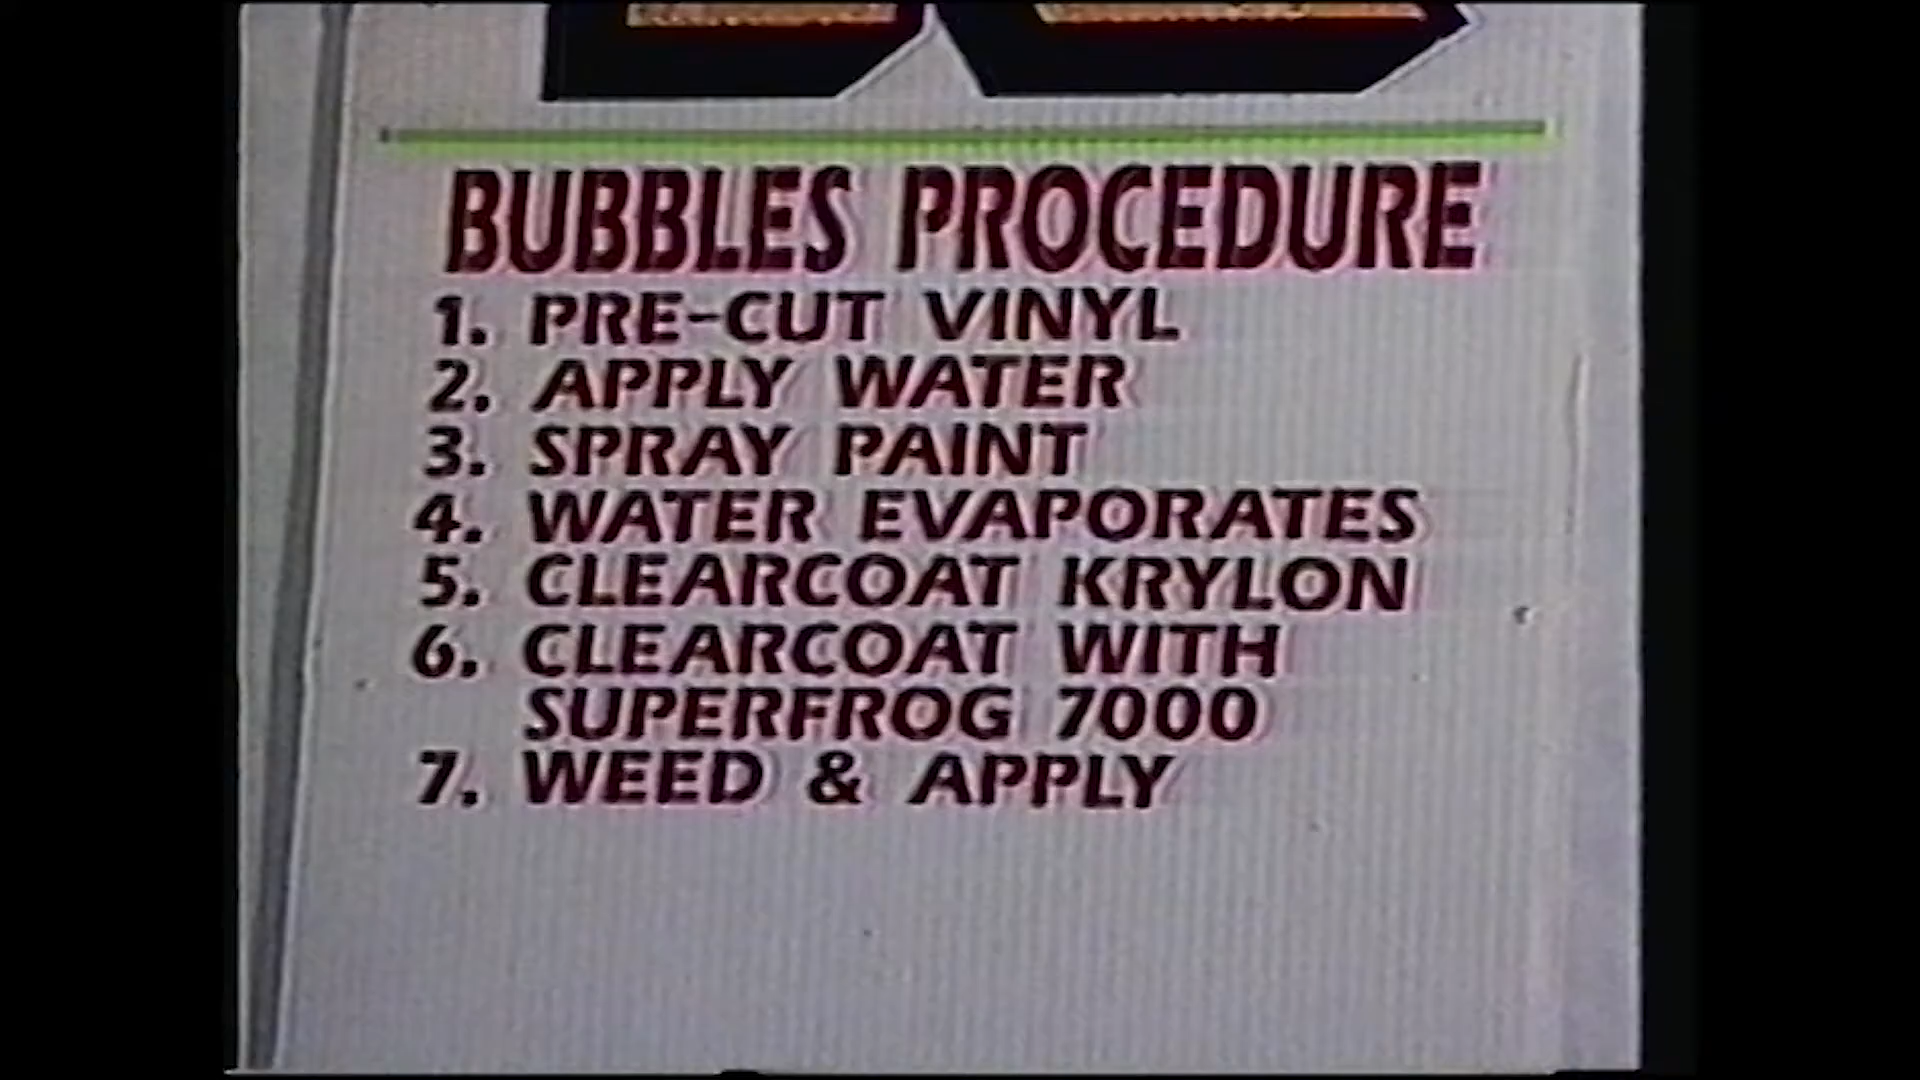 BUBBLES PROCEDURE
1. PRE-CUT VINYL
2. APPLY WATER
3. SPRAY PAINT
4. WATER EVAPORATES
5. CLEARCOAT KRYLON
6. CLEARCOAT WITH
SUPERFROG 7000
7. WEED & APPLY